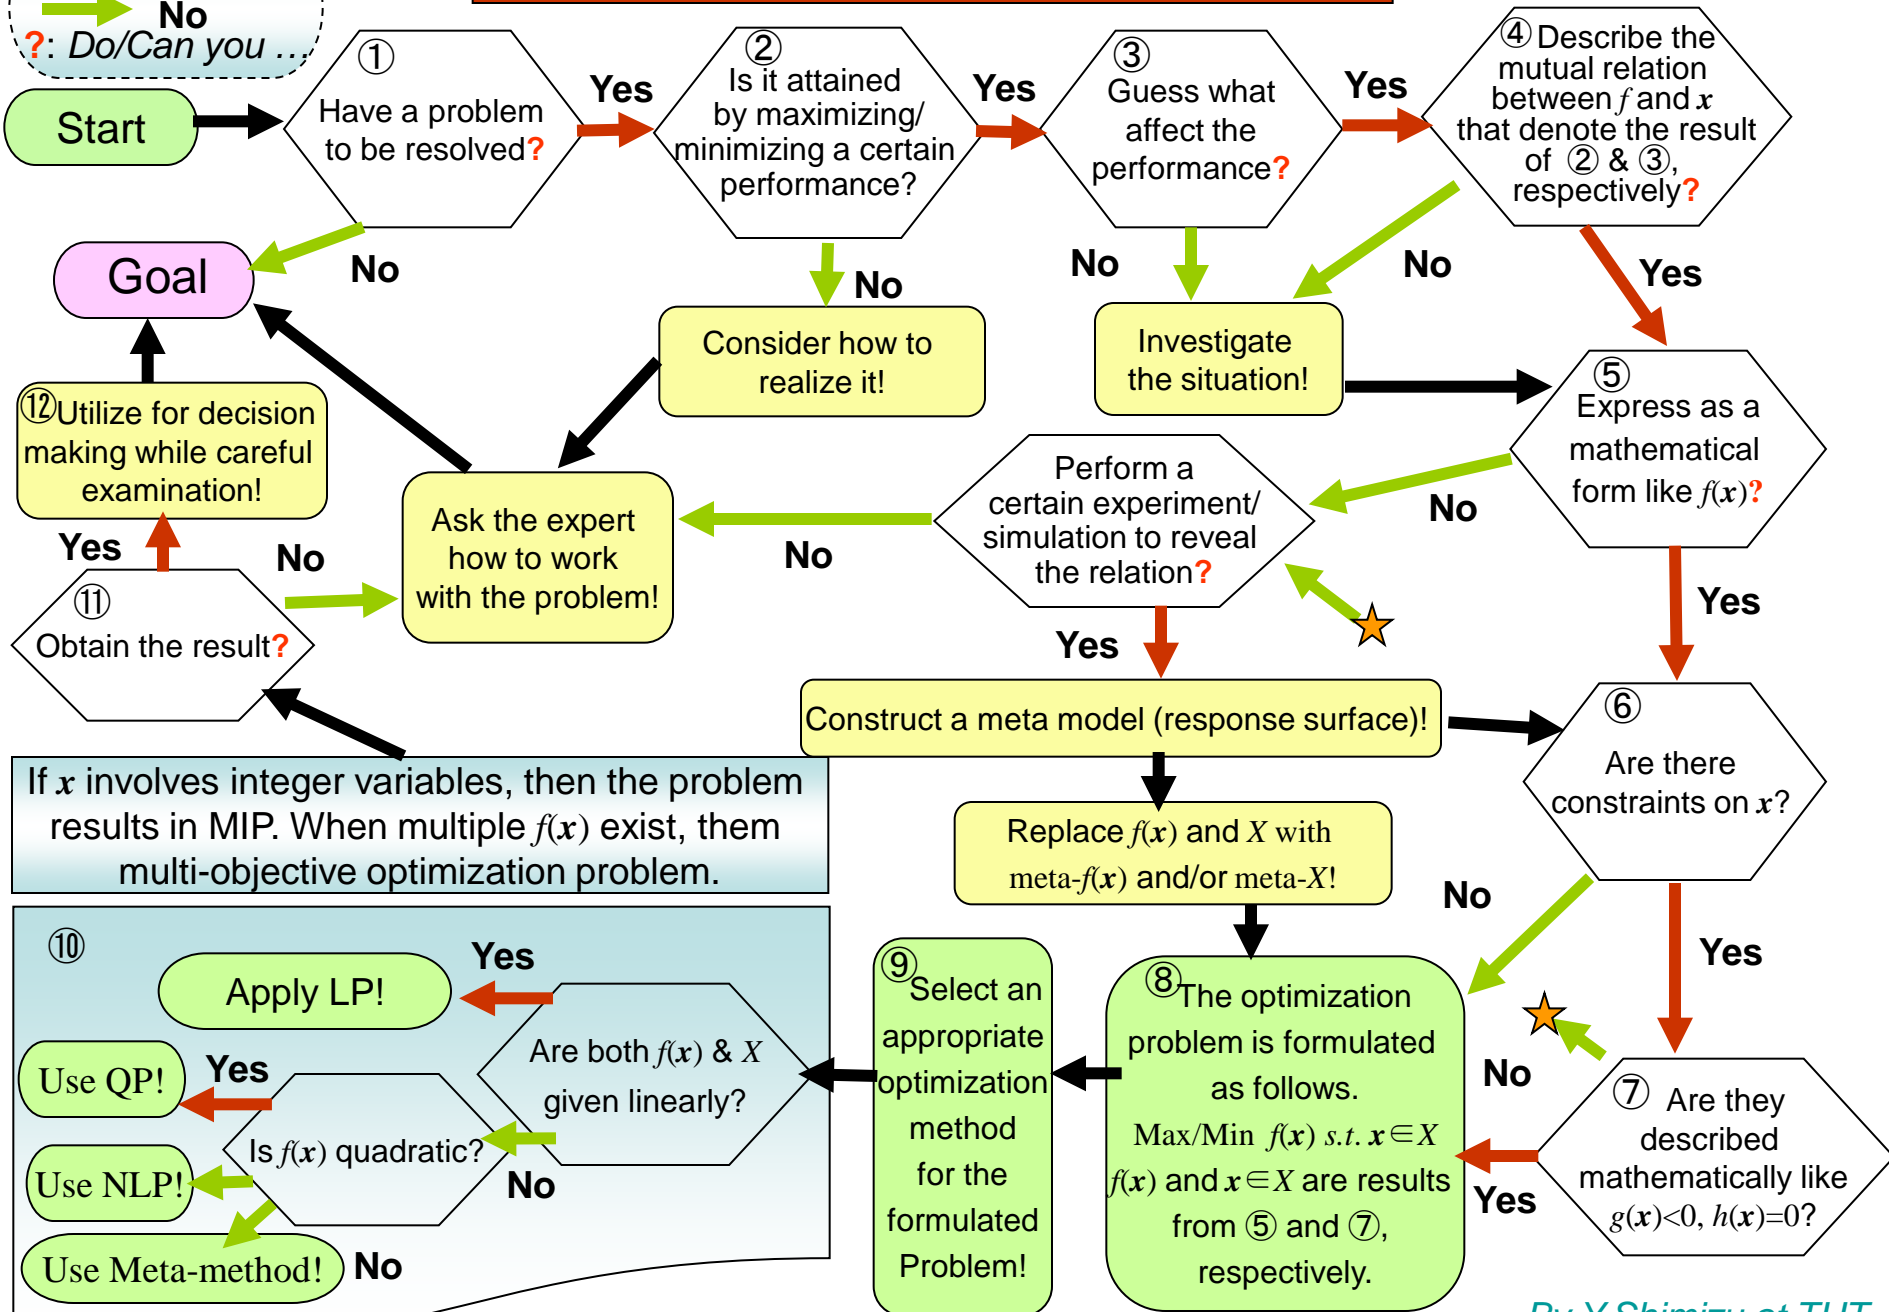 No
?: Do/Can you …
Start
①
Have a problem
to be resolved?
Yes
No
②
Is it attained
by maximizing/
minimizing a certain
performance?
Yes
No
③
Guess what
affect the
performance?
Yes
No
④ Describe the
mutual relation
between f and x
that denote the result
of ② & ③,
respectively?
No
Yes
Goal
Consider how to
realize it!
Investigate
the situation!
⑤
Express as a
mathematical
form like f(x)?
No
Yes
⑫ Utilize for decision
making while careful
examination!
Yes
No
⑪
Obtain the result?
Ask the expert
how to work
with the problem!
No
Perform a
certain experiment/
simulation to reveal
the relation?
Yes
Construct a meta model (response surface)!
⑥
Are there
constraints on x?
No
Yes
If x involves integer variables, then the problem
results in MIP. When multiple f(x) exist, them
multi-objective optimization problem.
Replace f(x) and X with
meta-f(x) and/or meta-X!
⑩
Apply LP!
Yes
Are both f(x) & X
given linearly?
No
Use QP!
Yes
Is f(x) quadratic?
Use NLP!
Use Meta-method!
No
⑨
Select an
appropriate
optimization
method
for the
formulated
Problem!
⑧
The optimization
problem is formulated
as follows.
Max/Min f(x) s.t. x∈X
f(x) and x∈X are results
from ⑤ and ⑦,
respectively.
No
Yes
⑦ Are they
described
mathematically like
g(x)<0, h(x)=0?
By Y.Shimizu at TUT